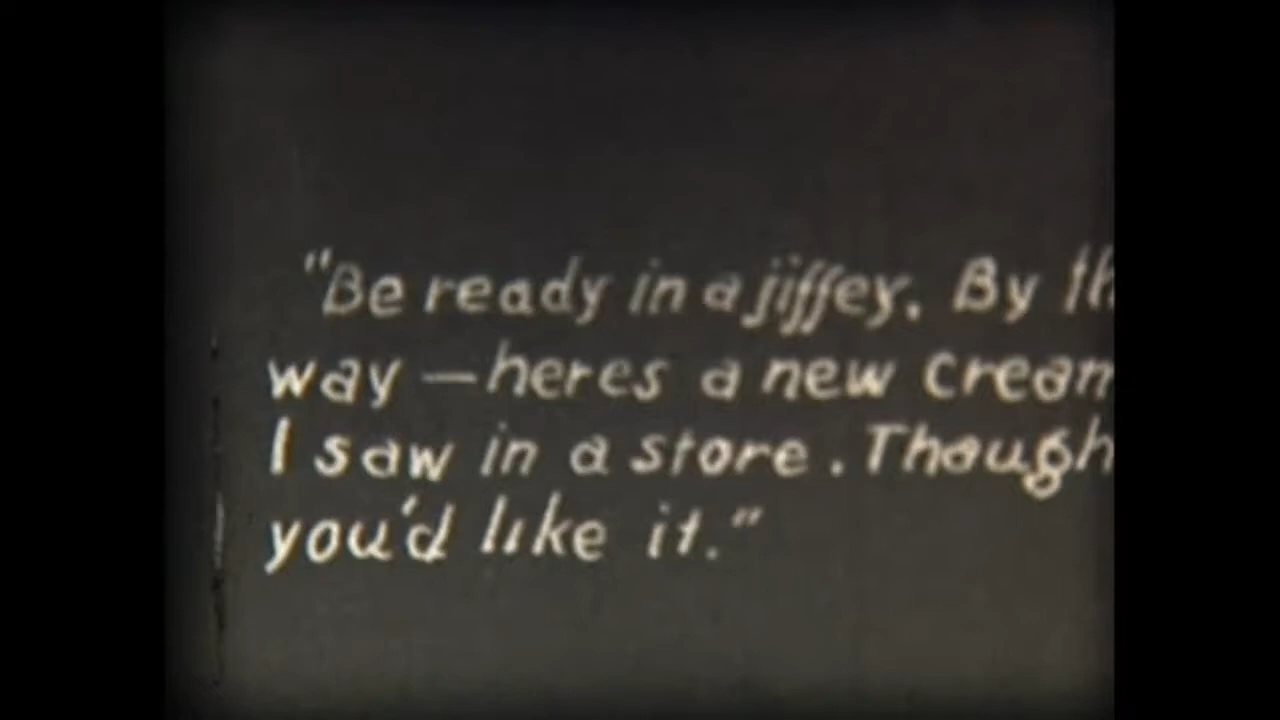 "Be ready in a jiffey. By th
way — heres a new cream
I saw in a store. Though
you'd like it."